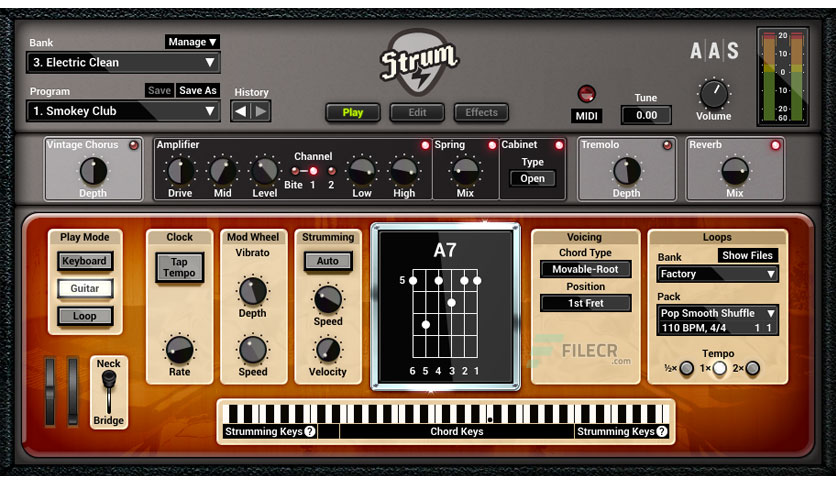 Bank
Manage ▼
3. Electric Clean ▼
Program
Save
Save As
History
1. Smokey Club ▼
◀ ▶
Strum
Play
Edit
Effects
A|A|S
MIDI
Tune
0.00
Volume
20
10
0
10
20
60
Vintage Chorus
Depth
Amplifier
Drive
Mid
Level
Channel
Bite 1 2
Low
High
Spring
Mix
Cabinet
Type
Open
Tremolo
Depth
Reverb
Mix
Play Mode
Keyboard
Guitar
Loop
Neck
Bridge
Clock
Tap
Tempo
Rate
Mod Wheel
Vibrato
Depth
Speed
Strumming
Auto
Speed
Velocity
A7
5
6 5 4 3 2 1
Voicing
Chord Type
Movable-Root
Position
1st Fret
FILECR
.com
Loops
Bank
Show Files
Factory ▼
Pack
Pop Smooth Shuffle ▼
110 BPM, 4/4 1 1
Tempo
½× 1× 2×
Strumming Keys ?
Chord Keys
Strumming Keys ?